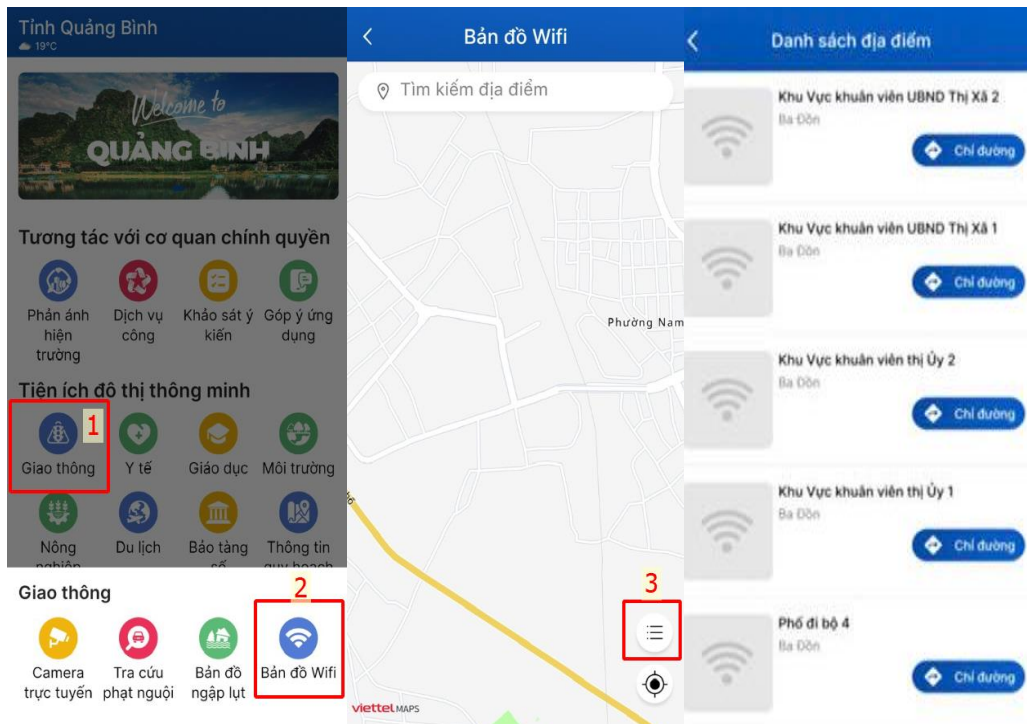 Tỉnh Quảng Bình
19°C
Welcome to
QUẢNG BÌNH
Tương tác với cơ quan chính quyền
Phản ánh hiện trường
Dịch vụ công
Khảo sát ý kiến
Góp ý ứng dụng
Tiện ích đô thị thông minh
1
Giao thông
Y tế
Giáo dục
Môi trường
Nông nghiệp
Du lịch
Bảo tàng số
Thông tin quy hoạch
Giao thông
2
Camera trực tuyến
Tra cứu phạt nguội
Bản đồ ngập lụt
Bản đồ Wifi
Bản đồ Wifi
Tìm kiếm địa điểm
Phường Nam
3
viettel MAPS
Danh sách địa điểm
Khu Vực khuân viên UBND Thị Xã 2
Ba Đồn
Chỉ đường
Khu Vực khuân viên UBND Thị Xã 1
Ba Đồn
Chỉ đường
Khu Vực khuân viên thị Ủy 2
Ba Đồn
Chỉ đường
Khu Vực khuân viên thị Ủy 1
Ba Đồn
Chỉ đường
Phố đi bộ 4
Ba Đồn
Chỉ đường